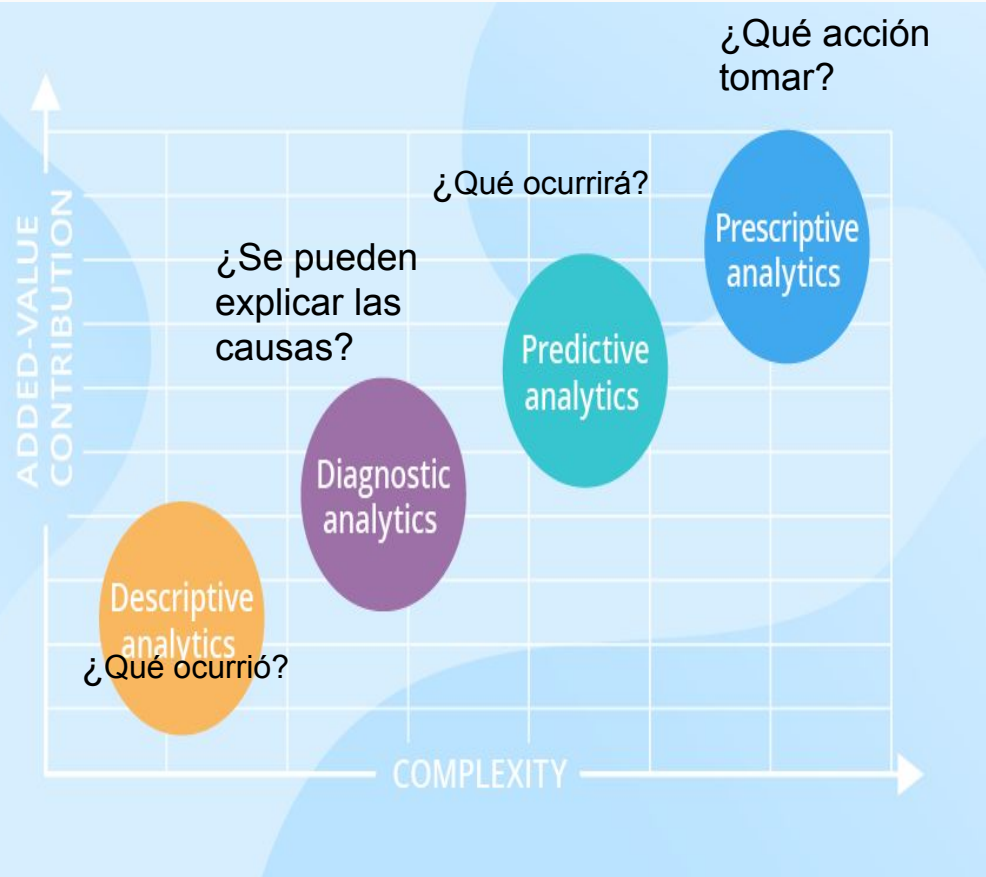 ¿Qué acción
tomar?
¿Qué ocurrirá?
Prescriptive
analytics
¿Se pueden
explicar las
causas?
Predictive
analytics
Diagnostic
analytics
Descriptive
analytics
¿Qué ocurrió?
ADDED-VALUE
CONTRIBUTION
COMPLEXITY